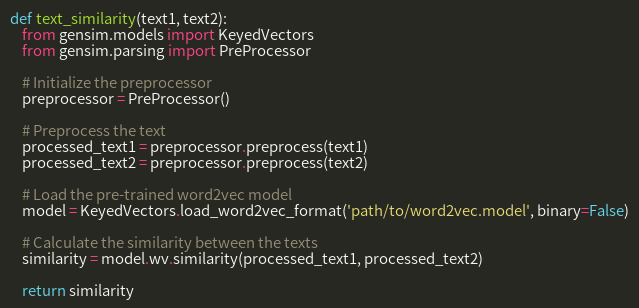 def text_similarity(text1, text2):
from gensim.models import KeyedVectors
from gensim.parsing import PreProcessor
# Initialize the preprocessor
preprocessor = PreProcessor()
# Preprocess the text
processed_text1 = preprocessor.preprocess(text1)
processed_text2 = preprocessor.preprocess(text2)
# Load the pre-trained word2vec model
model = KeyedVectors.load_word2vec_format('path/to/word2vec.model', binary=False)
# Calculate the similarity between the texts
similarity = model.wv.similarity(processed_text1, processed_text2)
return similarity